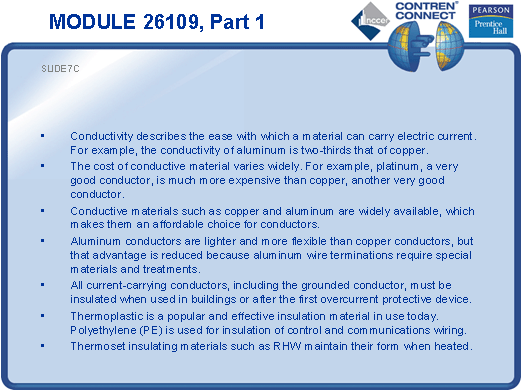 MODULE 26109, Part 1
nccer
CONTREN®
CONNECT
PEARSON
Prentice
Hall
SLIDE 7C
• Conductivity describes the ease with which a material can carry electric current.
For example, the conductivity of aluminum is two-thirds that of copper.
• The cost of conductive material varies widely. For example, platinum, a very
good conductor, is much more expensive than copper, another very good
conductor.
• Conductive materials such as copper and aluminum are widely available, which
makes them an affordable choice for conductors.
• Aluminum conductors are lighter and more flexible than copper conductors, but
that advantage is reduced because aluminum wire terminations require special
materials and treatments.
• All current-carrying conductors, including the grounded conductor, must be
insulated when used in buildings or after the first overcurrent protective device.
• Thermoplastic is a popular and effective insulation material in use today.
Polyethylene (PE) is used for insulation of control and communications wiring.
• Thermoset insulating materials such as RHW maintain their form when heated.